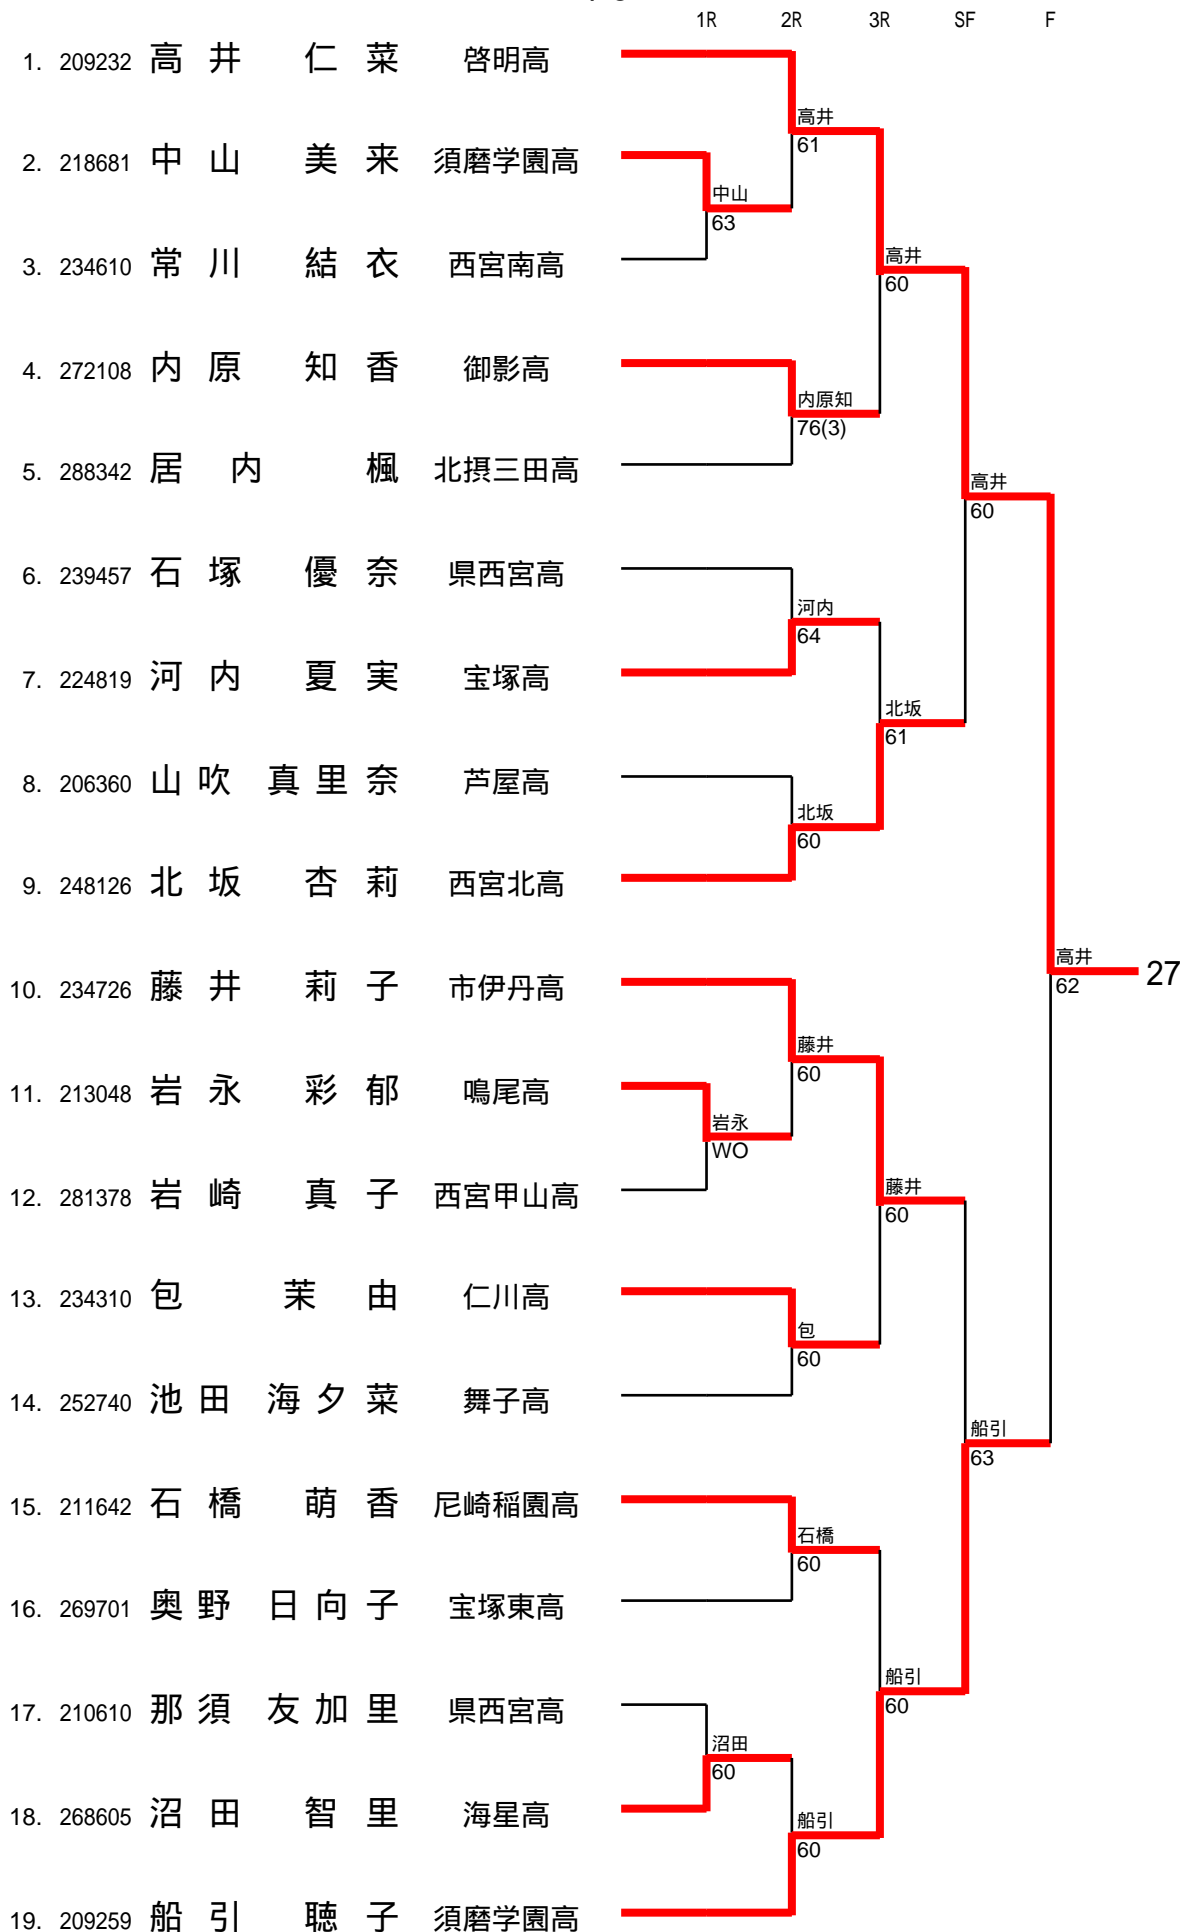 1R 2R 3R SF F
1. 209232 高井 仁菜 啓明高
高井
61
2. 218681 中山 美来 須磨学園高
中山
63
3. 234610 常川 結衣 西宮南高
高井
60
4. 272108 内原 知香 御影高
内原知
76(3)
5. 288342 居内 楓 北摂三田高
高井
60
6. 239457 石塚 優奈 県西宮高
河内
64
7. 224819 河内 夏実 宝塚高
北坂
61
8. 206360 山吹 真里奈 芦屋高
北坂
60
9. 248126 北坂 杏莉 西宮北高
高井
62
27
10. 234726 藤井 莉子 市伊丹高
藤井
60
11. 213048 岩永 彩郁 鳴尾高
岩永
WO
12. 281378 岩崎 真子 西宮甲山高
藤井
60
13. 234310 包 茉由 仁川高
包
60
14. 252740 池田 海夕菜 舞子高
船引
63
15. 211642 石橋 萌香 尼崎稲園高
石橋
60
16. 269701 奥野 日向子 宝塚東高
船引
60
17. 210610 那須 友加里 県西宮高
沼田
60
18. 268605 沼田 智里 海星高
船引
60
19. 209259 船引 聴子 須磨学園高